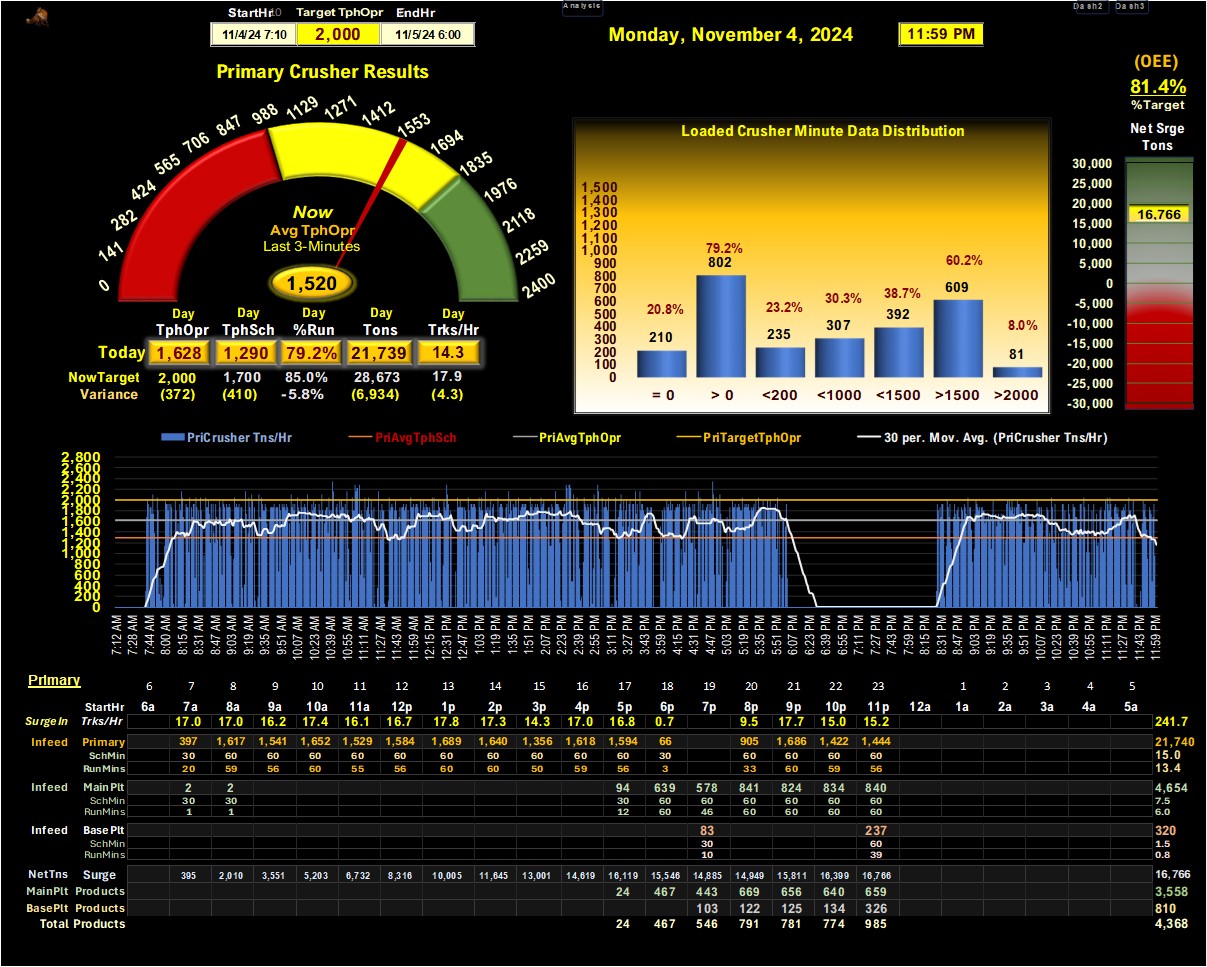 Analysis
Dash2 Dash3
StartHr Target TphOpr EndHr
11/4/24 7:10 2,000 11/5/24 6:00
Monday, November 4, 2024
11:59 PM
(OEE)
81.4%
%Target
Net Srge
Tons
30,000
25,000
20,000
16,766
15,000
10,000
5,000
0
-5,000
-10,000
-15,000
-20,000
-25,000
-30,000
Primary Crusher Results
0 141 282 424 565 706 847 988 1129 1271 1412 1553 1694 1835 1976 2118 2259 2400
Now
Avg TphOpr
Last 3-Minutes
1,520
Day Day Day Day Day
TphOpr TphSch %Run Tons Trks/Hr
Today 1,628 1,290 79.2% 21,739 14.3
NowTarget 2,000 1,700 85.0% 28,673 17.9
Variance (372) (410) -5.8% (6,934) (4.3)
Loaded Crusher Minute Data Distribution
1,500
1,400
1,300
1,200
1,100
1,000
900
800
700
600
500
400
300
200
100
0
20.8% 79.2% 23.2% 30.3% 38.7% 60.2% 8.0%
210 802 235 307 392 609 81
= 0 > 0 <200 <1000 <1500 >1500 >2000
PriCrusher Tns/Hr PriAvgTphSch PriAvgTphOpr PriTargetTphOpr 30 per. Mov. Avg. (PriCrusher Tns/Hr)
2,800
2,600
2,400
2,200
2,000
1,800
1,600
1,400
1,200
1,000
800
600
400
200
0
7:12 AM 7:28 AM 7:44 AM 8:00 AM 8:15 AM 8:31 AM 8:47 AM 9:03 AM 9:19 AM 9:35 AM 9:51 AM 10:07 AM 10:23 AM 10:39 AM 10:55 AM 11:11 AM 11:27 AM 11:43 AM 11:59 AM 12:15 PM 12:31 PM 12:47 PM 1:03 PM 1:19 PM 1:35 PM 1:51 PM 2:07 PM 2:23 PM 2:39 PM 2:55 PM 3:11 PM 3:27 PM 3:43 PM 3:59 PM 4:15 PM 4:31 PM 4:47 PM 5:03 PM 5:19 PM 5:35 PM 5:51 PM 6:07 PM 6:23 PM 6:39 PM 6:55 PM 7:11 PM 7:27 PM 7:43 PM 7:59 PM 8:15 PM 8:31 PM 8:47 PM 9:03 PM 9:19 PM 9:35 PM 9:51 PM 10:07 PM 10:23 PM 10:39 PM 10:55 PM 11:11 PM 11:27 PM 11:43 PM 11:59 PM
Primary
6 7 8 9 10 11 12 13 14 15 16 17 18 19 20 21 22 23 1 2 3 4 5
StartHr 6a 7a 8a 9a 10a 11a 12p 1p 2p 3p 4p 5p 6p 7p 8p 9p 10p 11p 12a 1a 2a 3a 4a 5a
SurgeIn Trks/Hr 17.0 17.0 16.2 17.4 16.1 16.7 17.8 17.3 14.3 17.0 16.8 0.7 9.5 17.7 15.0 15.2 241.7
Infeed Primary 397 1,617 1,541 1,652 1,529 1,584 1,689 1,640 1,356 1,618 1,594 66 905 1,686 1,422 1,444 21,740
SchMin 30 60 60 60 60 60 60 60 60 60 60 60 60 60 60 60 15.0
RunMins 20 59 56 60 55 56 60 60 50 59 56 3 33 60 59 56 13.4
Infeed Main Plt 2 2 94 639 578 841 824 834 840 4,654
SchMin 30 30 30 60 60 60 60 60 60 7.5
RunMins 1 1 12 60 46 60 60 60 60 6.0
Infeed Base Plt 83 237 320
SchMin 30 60 1.5
RunMins 10 39 0.8
NetTns Surge 395 2,010 3,551 5,203 6,732 8,316 10,005 11,645 13,001 14,619 16,119 15,546 14,885 14,949 15,811 16,399 16,766 16,766
MainPlt Products 24 467 443 669 656 640 659 3,558
BasePlt Products 103 122 125 134 326 810
Total Products 24 467 546 791 781 774 985 4,368